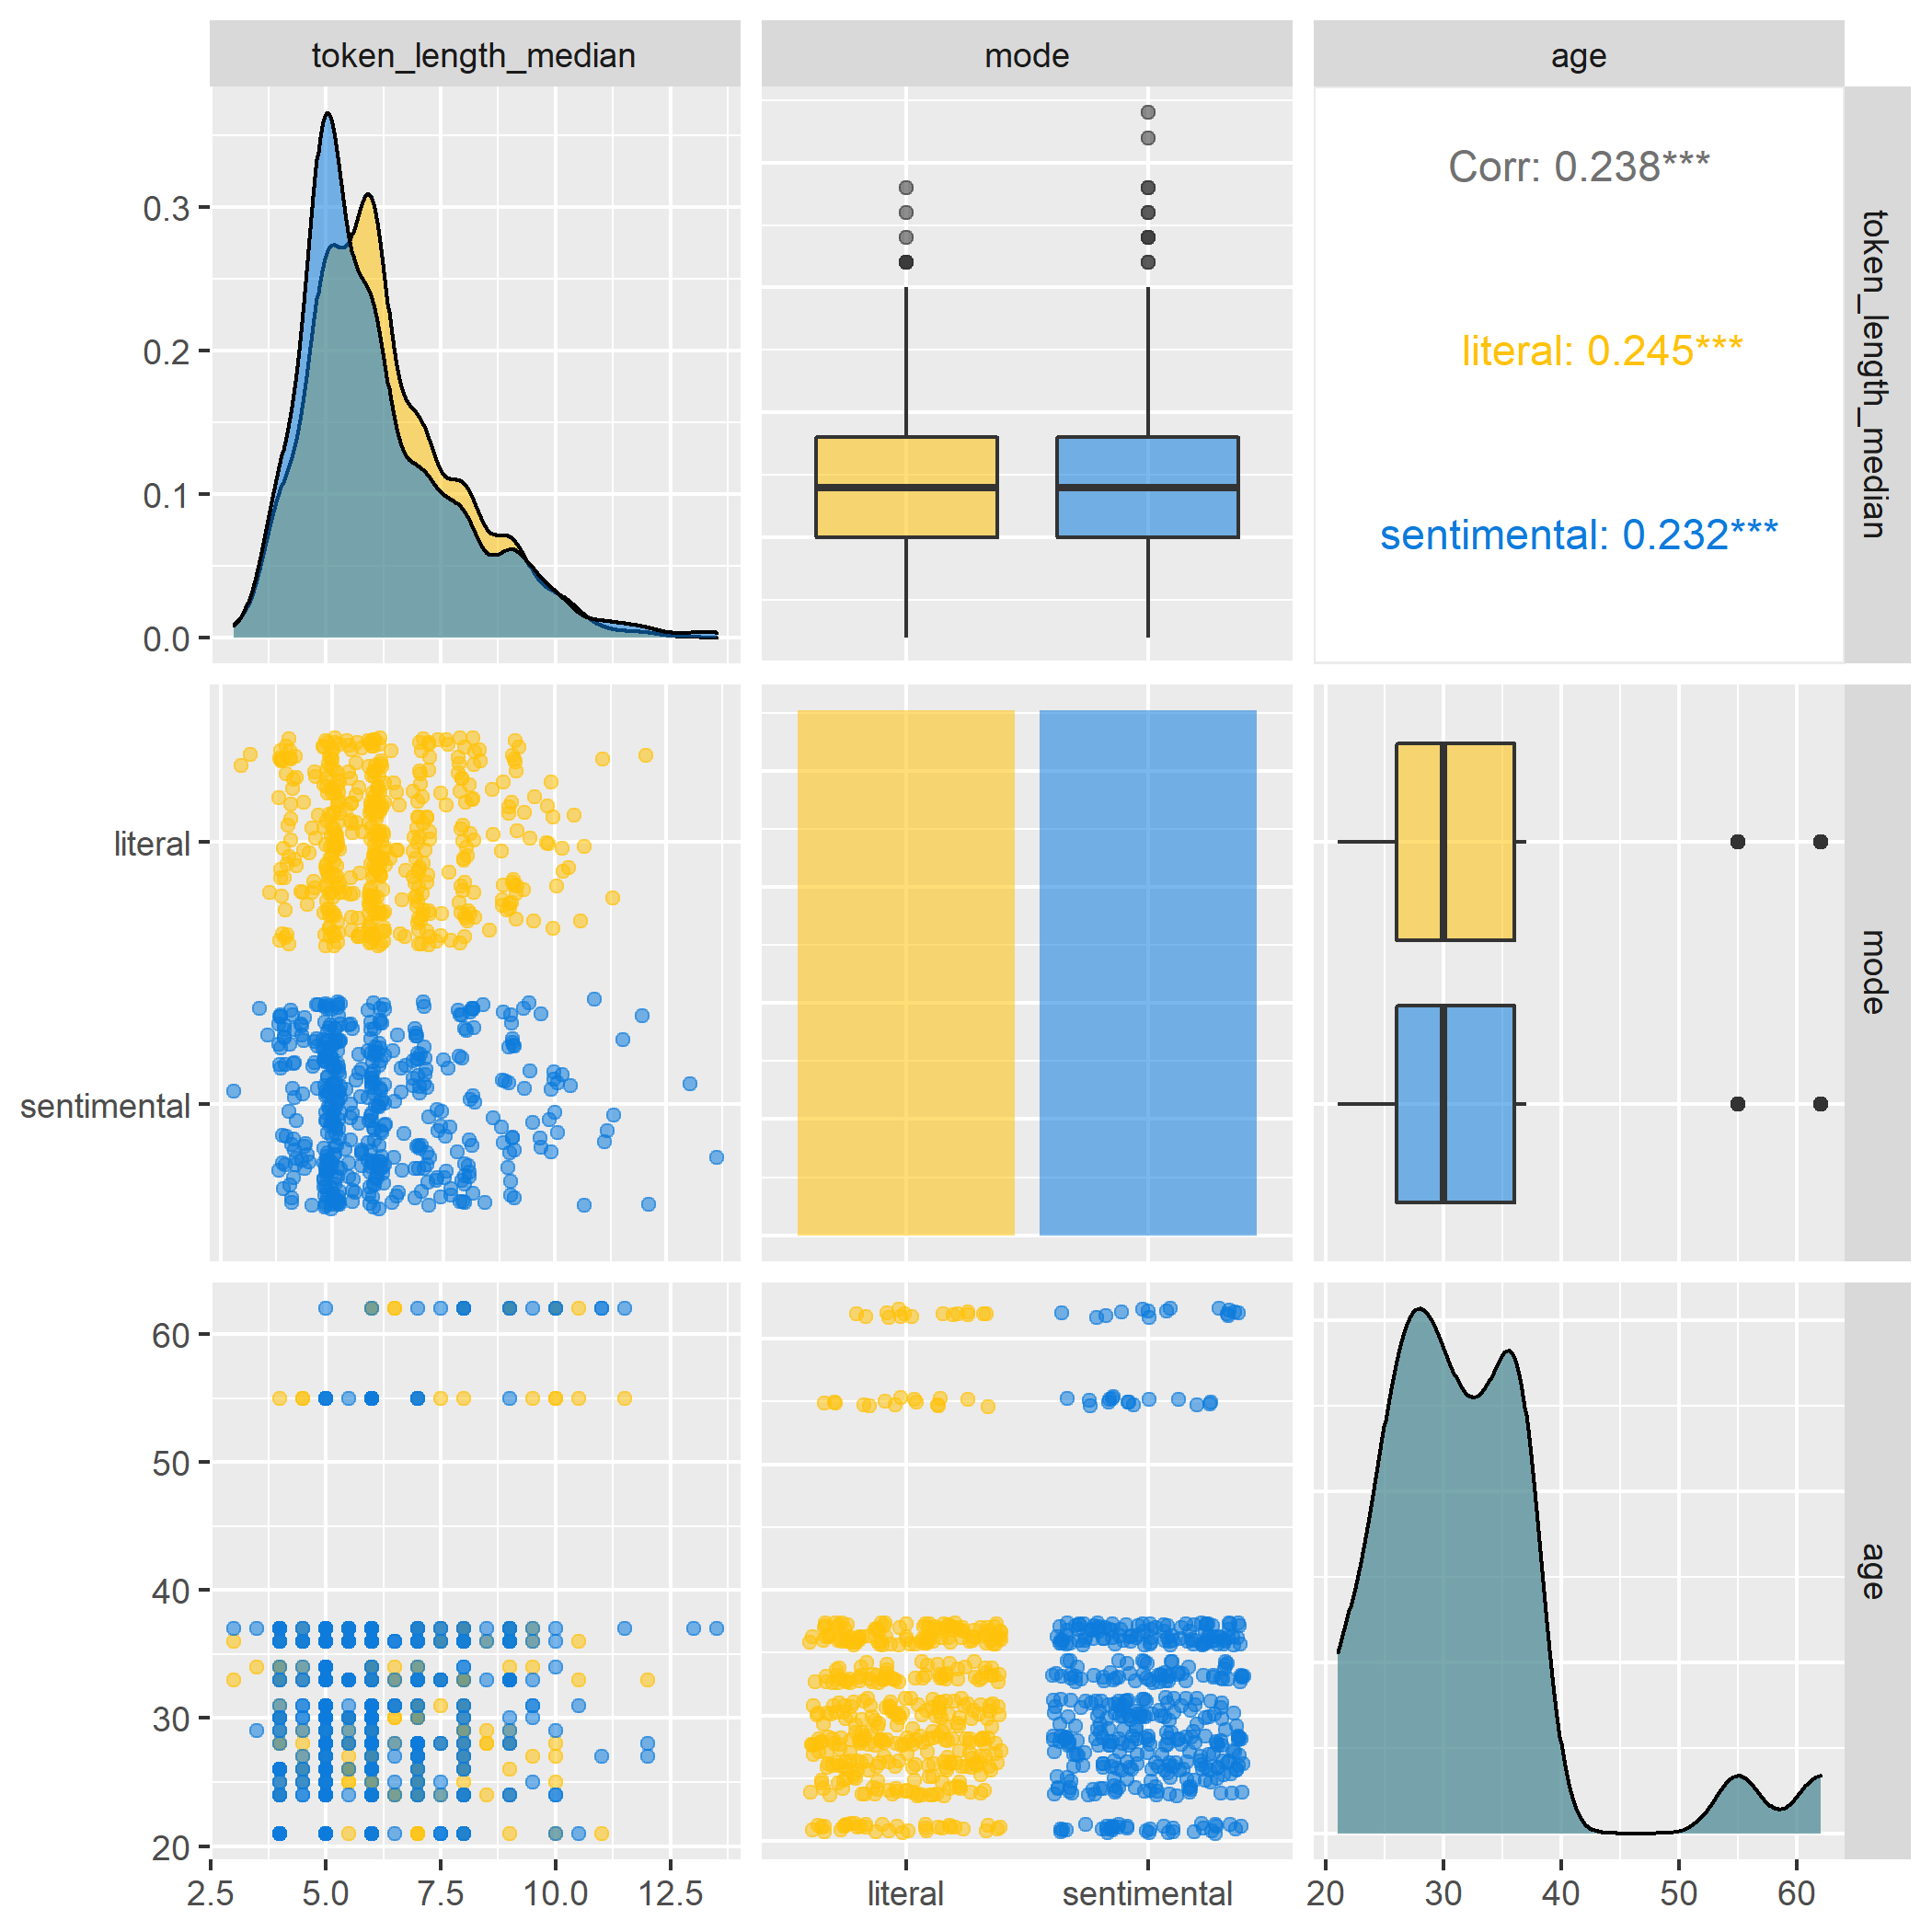 token_length_median
mode
age
0.3
0.2
0.1
0.0
Corr: 0.238***
literal: 0.245***
sentimental: 0.232***
token_length_median
literal
sentimental
mode
60
50
40
30
20
age
2.5 5.0 7.5 10.0 12.5
literal sentimental
20 30 40 50 60